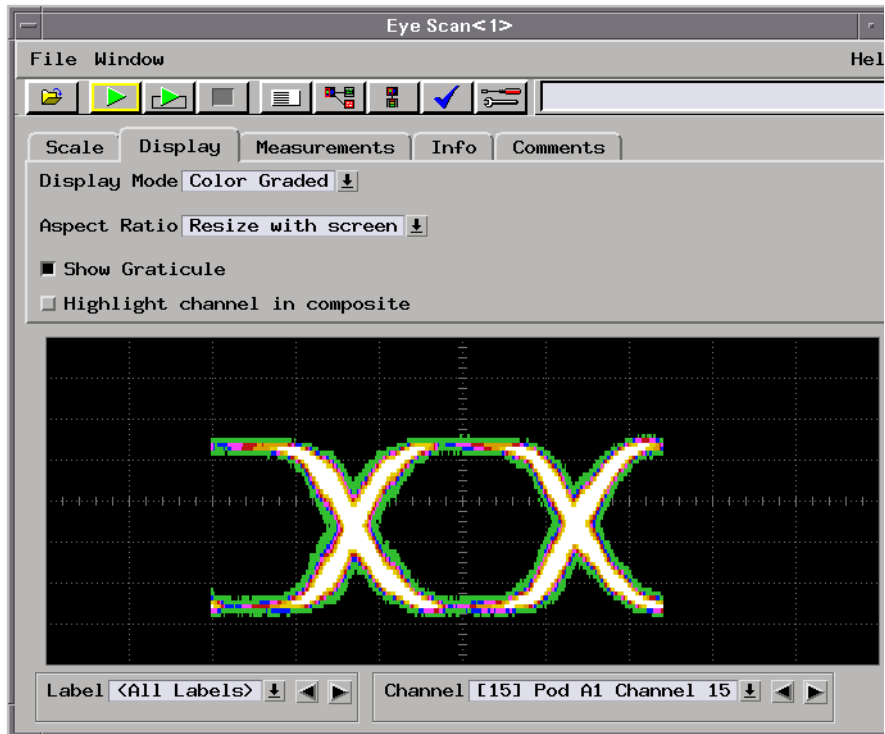 Eye Scan<1>
File Window Hel
Scale Display Measurements Info Comments
Display Mode Color Graded
Aspect Ratio Resize with screen
Show Graticule
Highlight channel in composite
Label <All Labels> Channel [15] Pod A1 Channel 15